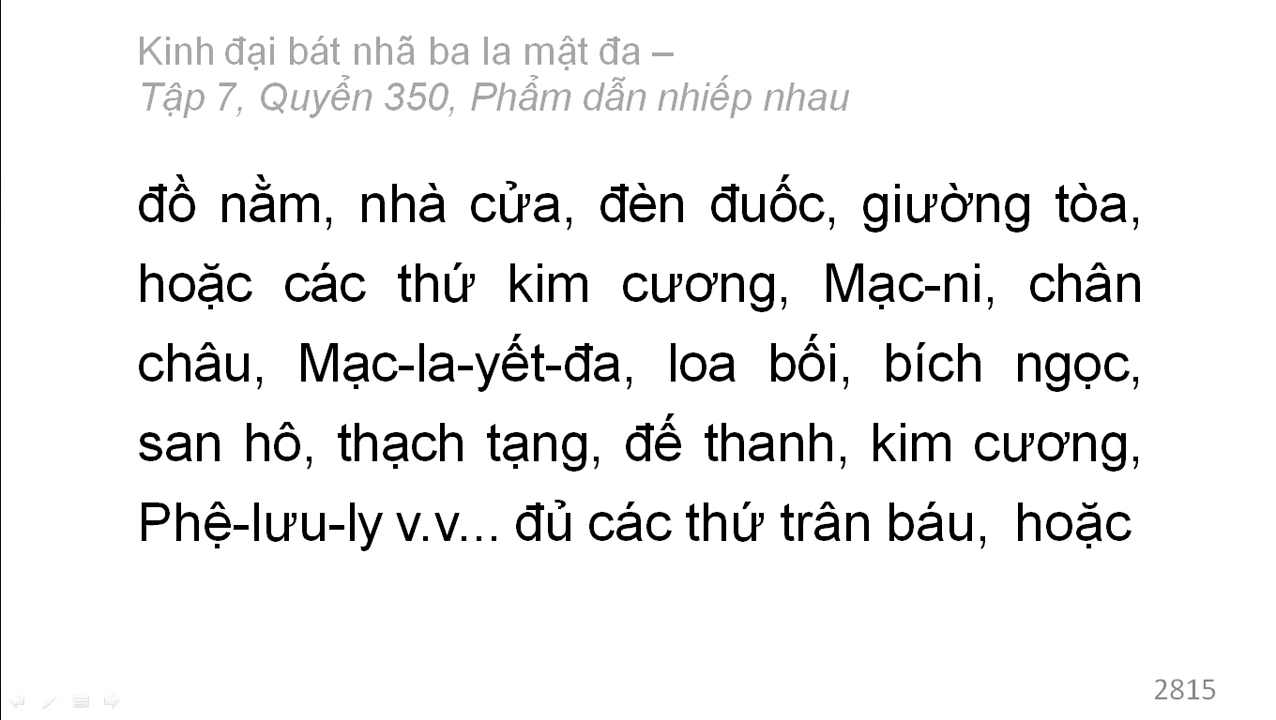 Kinh đại bát nhã ba la mật đa –
Tập 7, Quyển 350, Phẩm dẫn nhiếp nhau
đồ nằm, nhà cửa, đèn đuốc, giường tòa,
hoặc các thứ kim cương, Mạc-ni, chân
châu, Mạc-la-yết-đa, loa bối, bích ngọc,
san hô, thạch tạng, đế thanh, kim cương,
Phệ-lưu-ly v.v... đủ các thứ trân báu, hoặc
2815